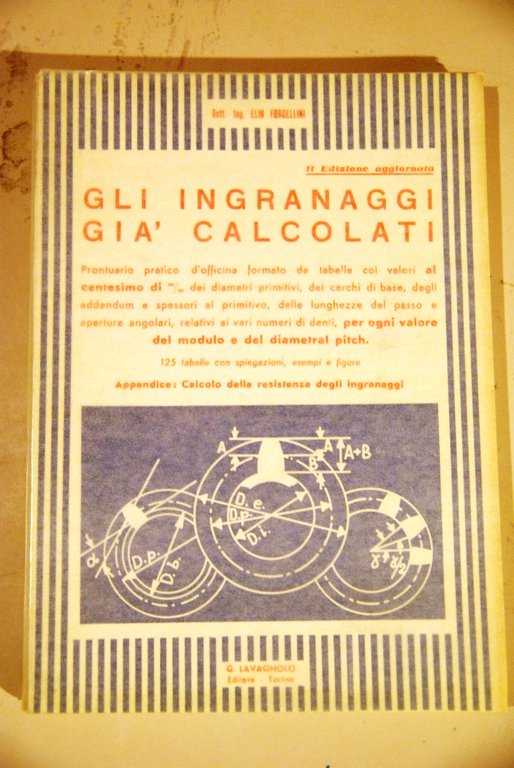 Dott. Ing. ELIO FORCELLINI
II Edizione aggiornata
GLI INGRANAGGI
GIA' CALCOLATI
Prontuario pratico d'officina formato da tabelle coi valori al
centesimo di m/m dei diametri primitivi, dei cerchi di base, degli
addendum e spessori al primitivo, delle lunghezze del passo e
aperture angolari, relativi ai vari numeri di denti, per ogni valore
del modulo e del diametral pitch.
125 tabelle con spiegazioni, esempi e figure
Appendice: Calcolo della resistenza degli ingranaggi
A A A+B
B
D.e.
D.p.
D.i.
α D.p. D.b.
γ γ/2
G. LAVAGNOLO
Editore - Torino